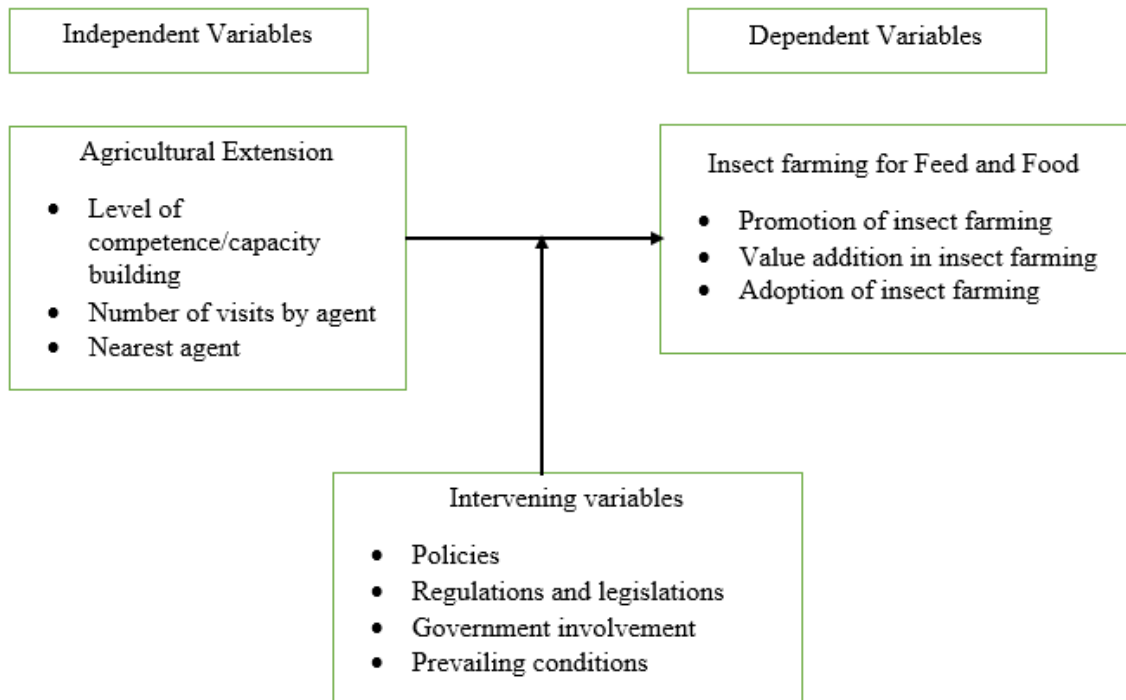 Independent Variables
Dependent Variables
Agricultural Extension
• Level of
competence/capacity
building
• Number of visits by agent
• Nearest agent
Insect farming for Feed and Food
• Promotion of insect farming
• Value addition in insect farming
• Adoption of insect farming
Intervening variables
• Policies
• Regulations and legislations
• Government involvement
• Prevailing conditions